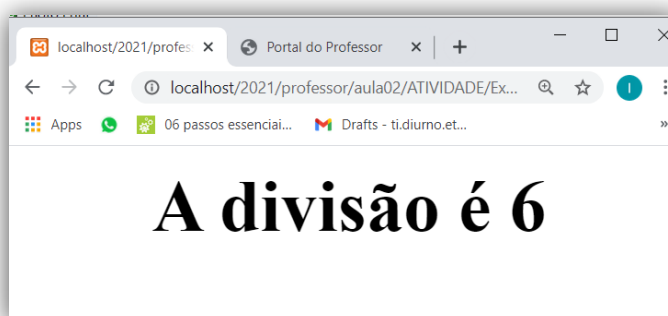 localhost/2021/profes
Portal do Professor
localhost/2021/professor/aula02/ATIVIDADE/Ex...
I
Apps
06 passos essenciai...
Drafts - ti.diurno.et...
»
A divisão é 6